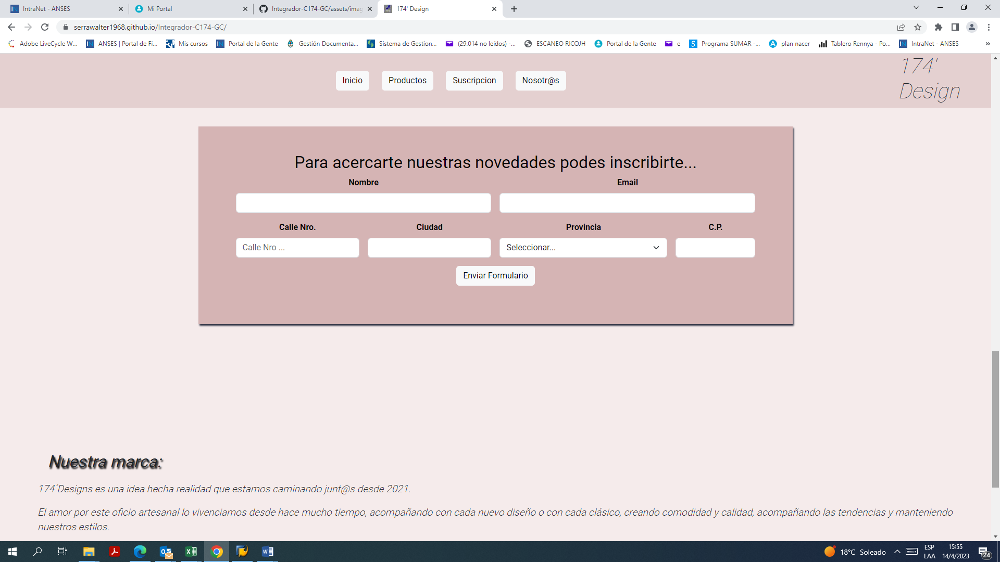 IntraNet - ANSES
Mi Portal
Integrador-C174-GC/assets/imag
174' Design
serrawalter1968.github.io/Integrador-C174-GC/
Adobe LiveCycle W...
ANSES | Portal de Fi...
Mis cursos
Portal de la Gente
Gestión Documenta...
Sistema de Gestion...
(29.014 no leídos) -...
ESCANEO RICOJH
Portal de la Gente
e
Programa SUMAR -...
plan nacer
Tablero Rennya - Po...
IntraNet - ANSES
»
Inicio
Productos
Suscripcion
Nosotr@s
174'
Design
Para acercarte nuestras novedades podes inscribirte...
Nombre
Email
Calle Nro.
Ciudad
Provincia
C.P.
Calle Nro ...
Seleccionar...
Enviar Formulario
Nuestra marca:
174´Designs es una idea hecha realidad que estamos caminando junt@s desde 2021.
El amor por este oficio artesanal lo vivenciamos desde hace mucho tiempo, acompañando con cada nuevo diseño o con cada clásico, creando comodidad y calidad, acompañando las tendencias y manteniendo
nuestros estilos.
18°C Soleado
ESP
LAA
15:55
14/4/2023
24